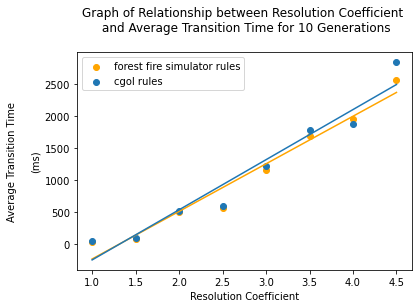 Graph of Relationship between Resolution Coefficient
and Average Transition Time for 10 Generations
forest fire simulator rules
cgol rules
Average Transition Time
(ms)
2500
2000
1500
1000
500
0
1.0 1.5 2.0 2.5 3.0 3.5 4.0 4.5
Resolution Coefficient